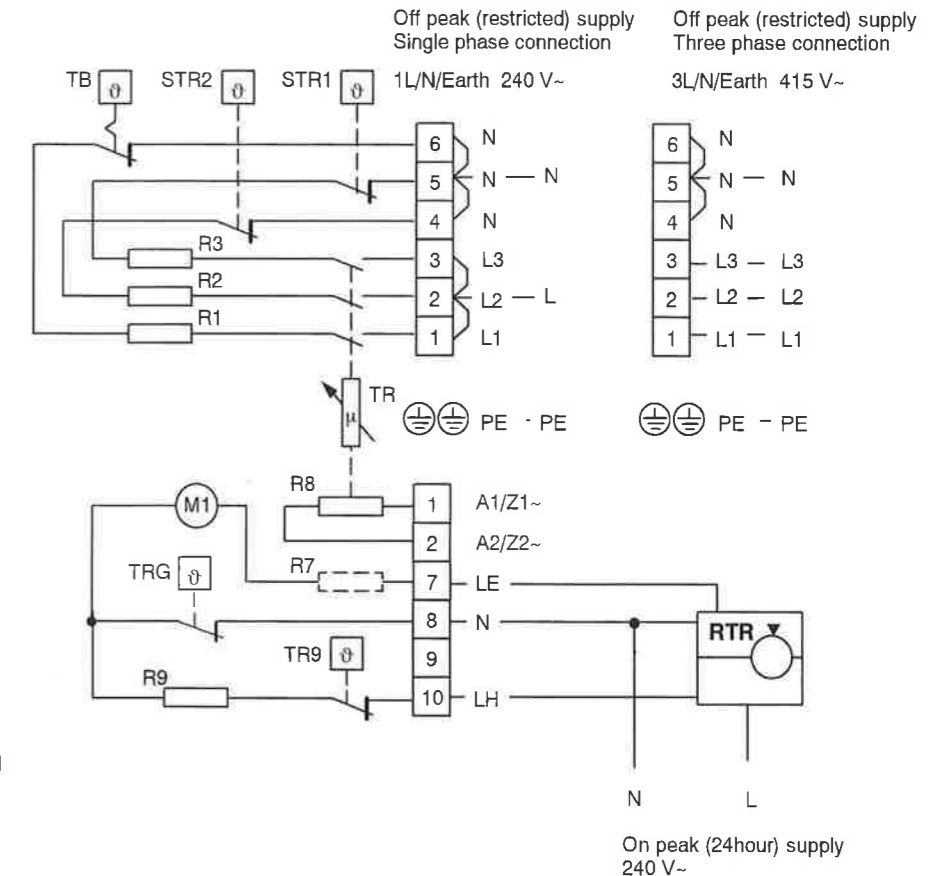 Off peak (restricted) supply
Single phase connection
1L/N/Earth 240 V~
Off peak (restricted) supply
Three phase connection
3L/N/Earth 415 V~
TB
ϑ
STR2
ϑ
STR1
ϑ
6 N
5 N — N
4 N
R3
3 L3
R2
2 L2 — L
R1
1 L1
6 N
5 N — N
4 N
3 L3 — L3
2 L2 — L2
1 L1 — L1
TR
μ
PE - PE
PE – PE
R8
1 A1/Z1~
M1
2 A2/Z2~
R7
7 LE
TRG
ϑ
8 N
RTR
TR9
ϑ
9
R9
10 LH
N
L
On peak (24hour) supply
240 V~